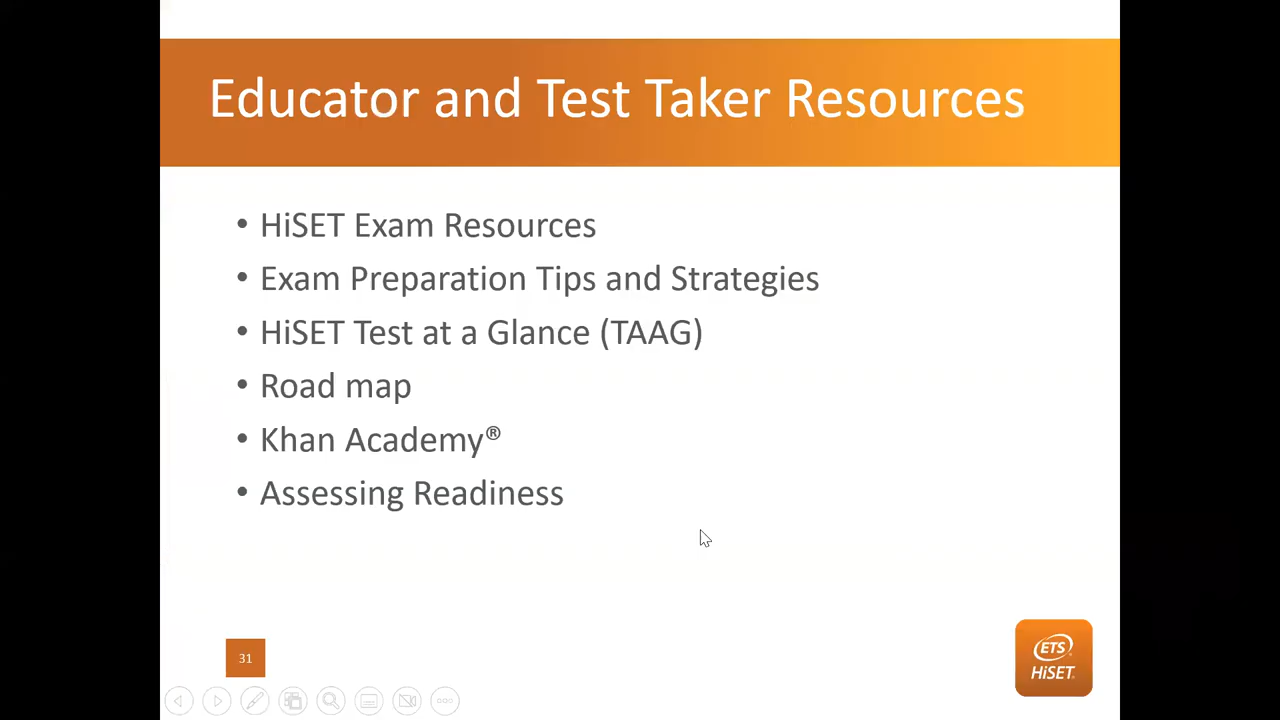 Educator and Test Taker Resources
• HiSET Exam Resources
• Exam Preparation Tips and Strategies
• HiSET Test at a Glance (TAAG)
• Road map
• Khan Academy®
• Assessing Readiness
31
ETS
HiSET